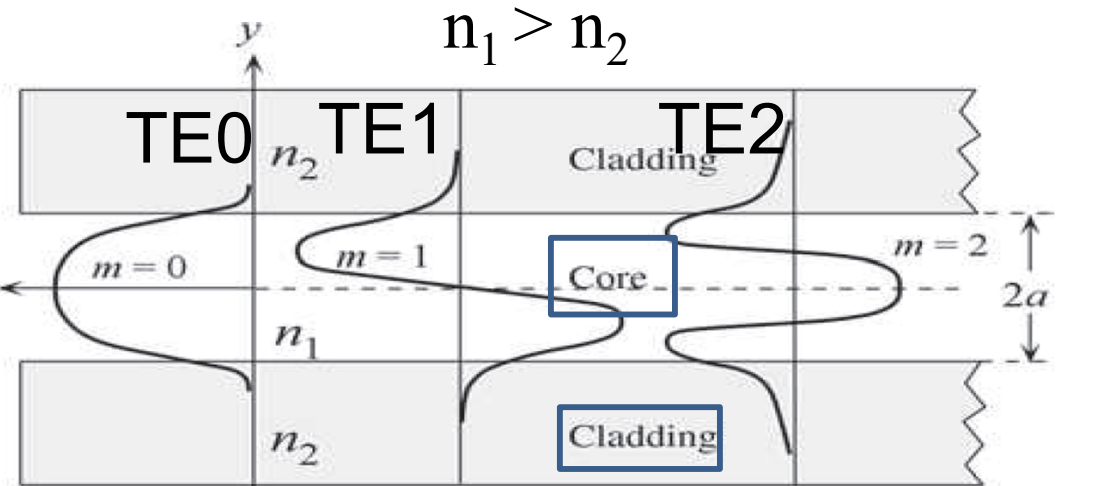 n₁ > n₂
y
TE0
TE1
TE2
n₂
Cladding
m = 0
m = 1
Core
m = 2
2a
n₁
n₂
Cladding